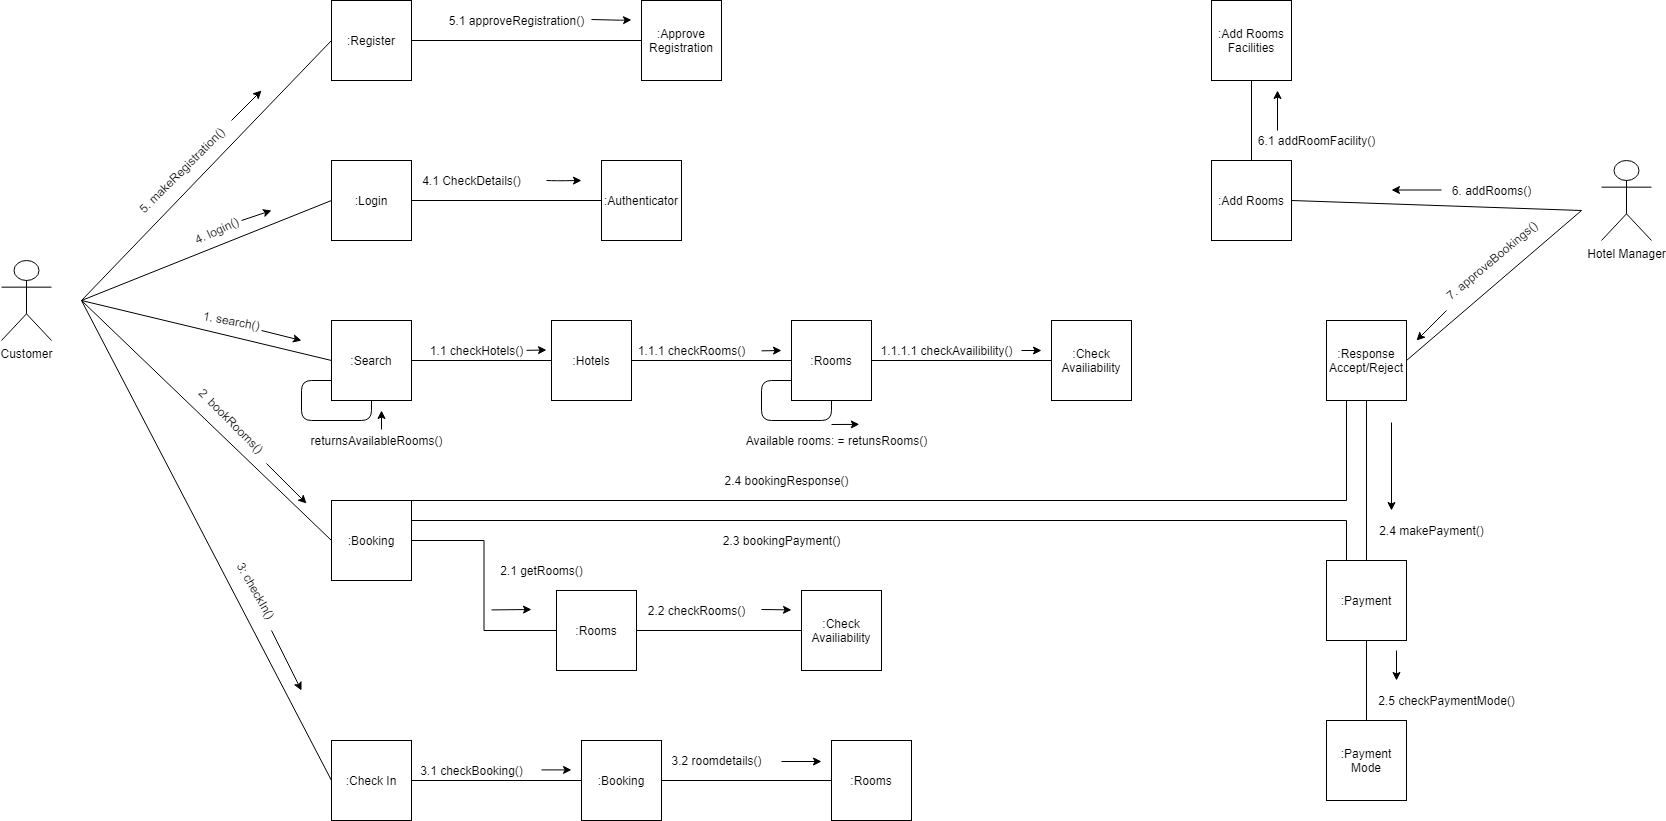 5.1 approveRegistration()
:Register
:Approve
Registration
:Add Rooms
Facilities
6.1 addRoomFacility()
5. makeRegistration()
4.1 CheckDetails()
:Login
:Authenticator
4. login()
:Add Rooms
6. addRooms()
Hotel Manager
7. approveBookings()
Customer
1. search()
:Search
1.1 checkHotels()
:Hotels
1.1.1 checkRooms()
:Rooms
1.1.1.1 checkAvailibility()
:Check
Availiability
:Response
Accept/Reject
returnsAvailableRooms()
Available rooms: = retunsRooms()
2. bookRooms()
2.4 bookingResponse()
:Booking
2.3 bookingPayment()
2.4 makePayment()
2.1 getRooms()
:Rooms
2.2 checkRooms()
:Check
Availiability
:Payment
3: checkIn()
2.5 checkPaymentMode()
:Payment
Mode
:Check In
3.1 checkBooking()
:Booking
3.2 roomdetails()
:Rooms